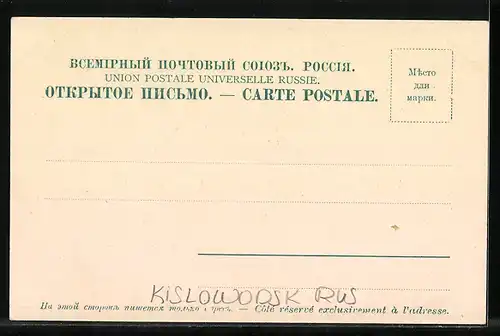 ВСЕМІРНЫЙ ПОЧТОВЫЙ СОЮЗЪ. РОССІЯ.
UNION POSTALE UNIVERSELLE RUSSIE.
ОТКРЫТОЕ ПИСЬМО. — CARTE POSTALE.
Мѣсто
для
марки.
KISLOWODSK RUS
На этой сторонѣ пишется только адресъ. — Côté réservé exclusivement à l'adresse.